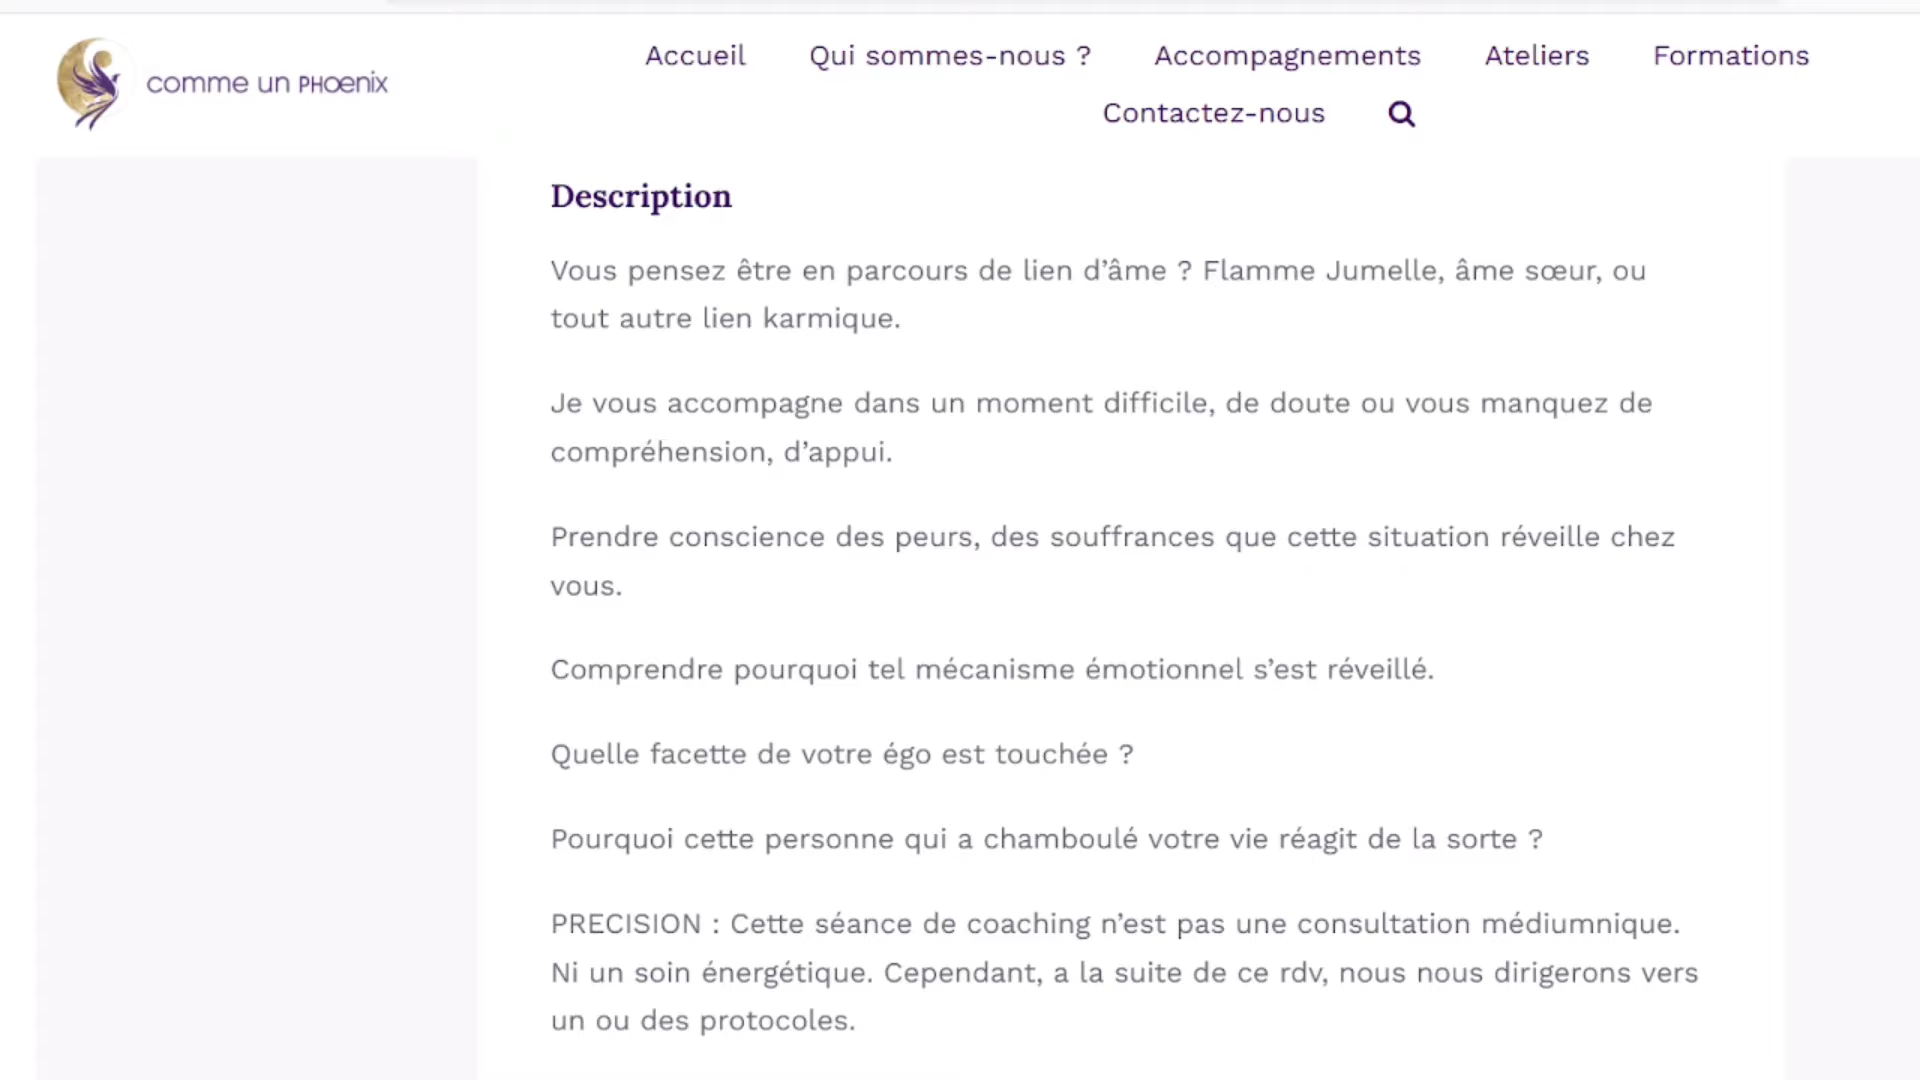 comme un PHoenix
Accueil
Qui sommes-nous ?
Accompagnements
Ateliers
Formations
Contactez-nous
Description
Vous pensez être en parcours de lien d’âme ? Flamme Jumelle, âme sœur, ou
tout autre lien karmique.
Je vous accompagne dans un moment difficile, de doute ou vous manquez de
compréhension, d’appui.
Prendre conscience des peurs, des souffrances que cette situation réveille chez
vous.
Comprendre pourquoi tel mécanisme émotionnel s’est réveillé.
Quelle facette de votre égo est touchée ?
Pourquoi cette personne qui a chamboulé votre vie réagit de la sorte ?
PRECISION : Cette séance de coaching n’est pas une consultation médiumnique.
Ni un soin énergétique. Cependant, a la suite de ce rdv, nous nous dirigerons vers
un ou des protocoles.